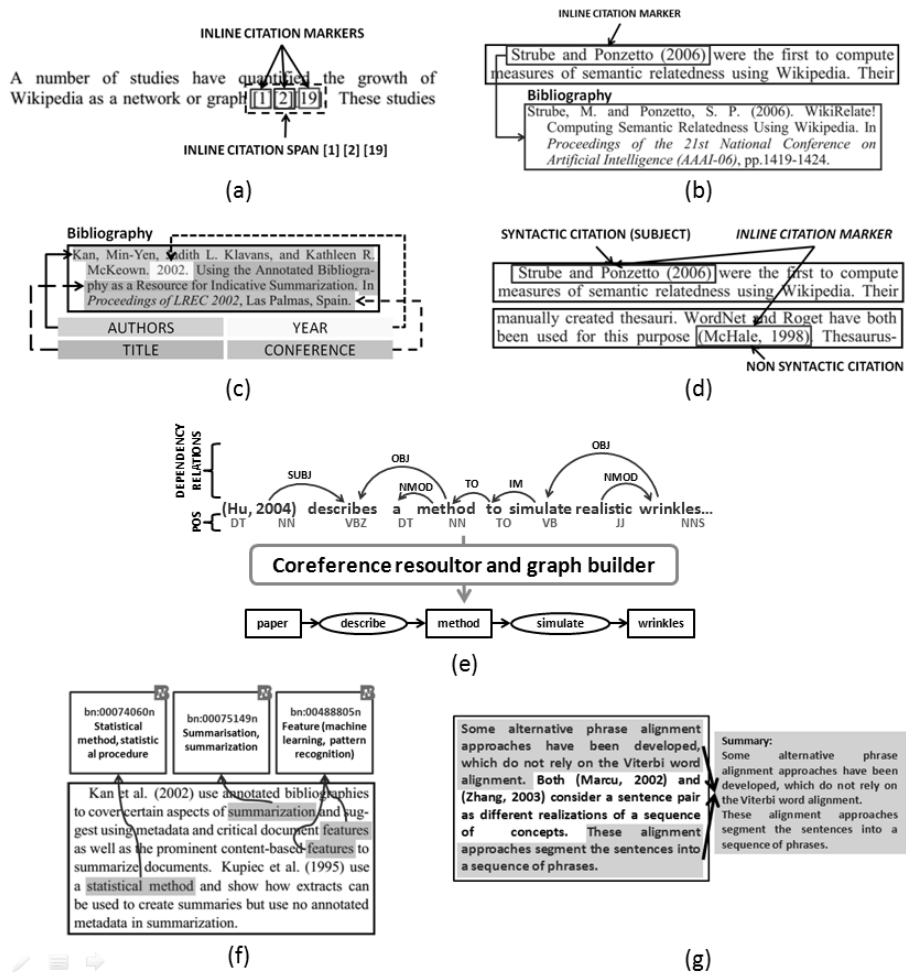 INLINE CITATION MARKERS
A number of studies have quantified the growth of
Wikipedia as a network or graph [1] [2] [19] These studies
INLINE CITATION SPAN [1] [2] [19]
(a)
INLINE CITATION MARKER
Strube and Ponzetto (2006) were the first to compute
measures of semantic relatedness using Wikipedia. Their
Bibliography
Strube, M. and Ponzetto, S. P. (2006). WikiRelate!
Computing Semantic Relatedness Using Wikipedia. In
Proceedings of the 21st National Conference on
Artificial Intelligence (AAAI-06), pp.1419-1424.
(b)
Bibliography
Kan, Min-Yen, Judith L. Klavans, and Kathleen R.
McKeown. 2002. Using the Annotated Bibliogra-
phy as a Resource for Indicative Summarization. In
Proceedings of LREC 2002, Las Palmas, Spain.
AUTHORS YEAR
TITLE CONFERENCE
(c)
SYNTACTIC CITATION (SUBJECT) INLINE CITATION MARKER
Strube and Ponzetto (2006) were the first to compute
measures of semantic relatedness using Wikipedia. Their
manually created thesauri. WordNet and Roget have both
been used for this purpose (McHale, 1998). Thesaurus-
NON SYNTACTIC CITATION
(d)
DEPENDENCY
RELATIONS
SUBJ OBJ NMOD TO IM OBJ NMOD
(Hu, 2004) describes a method to simulate realistic wrinkles...
POS
DT NN VBZ DT NN TO VB JJ NNS
Coreference resoultor and graph builder
paper describe method simulate wrinkles
(e)
bn:00074060n
Statistical
method, statistic
al procedure
bn:00075149n
Summarisation,
summarization
bn:00488805n
Feature (machine
learning, pattern
recognition)
Kan et al. (2002) use annotated bibliographies
to cover certain aspects of summarization and sug-
gest using metadata and critical document features
as well as the prominent content-based features to
summarize documents. Kupiec et al. (1995) use
a statistical method and show how extracts can
be used to create summaries but use no annotated
metadata in summarization.
(f)
Some alternative phrase alignment
approaches have been developed,
which do not rely on the Viterbi word
alignment. Both (Marcu, 2002) and
(Zhang, 2003) consider a sentence pair
as different realizations of a sequence
of concepts. These alignment
approaches segment the sentences into
a sequence of phrases.
Summary:
Some alternative phrase
alignment approaches have been
developed, which do not rely on
the Viterbi word alignment.
These alignment approaches
segment the sentences into a
sequence of phrases.
(g)